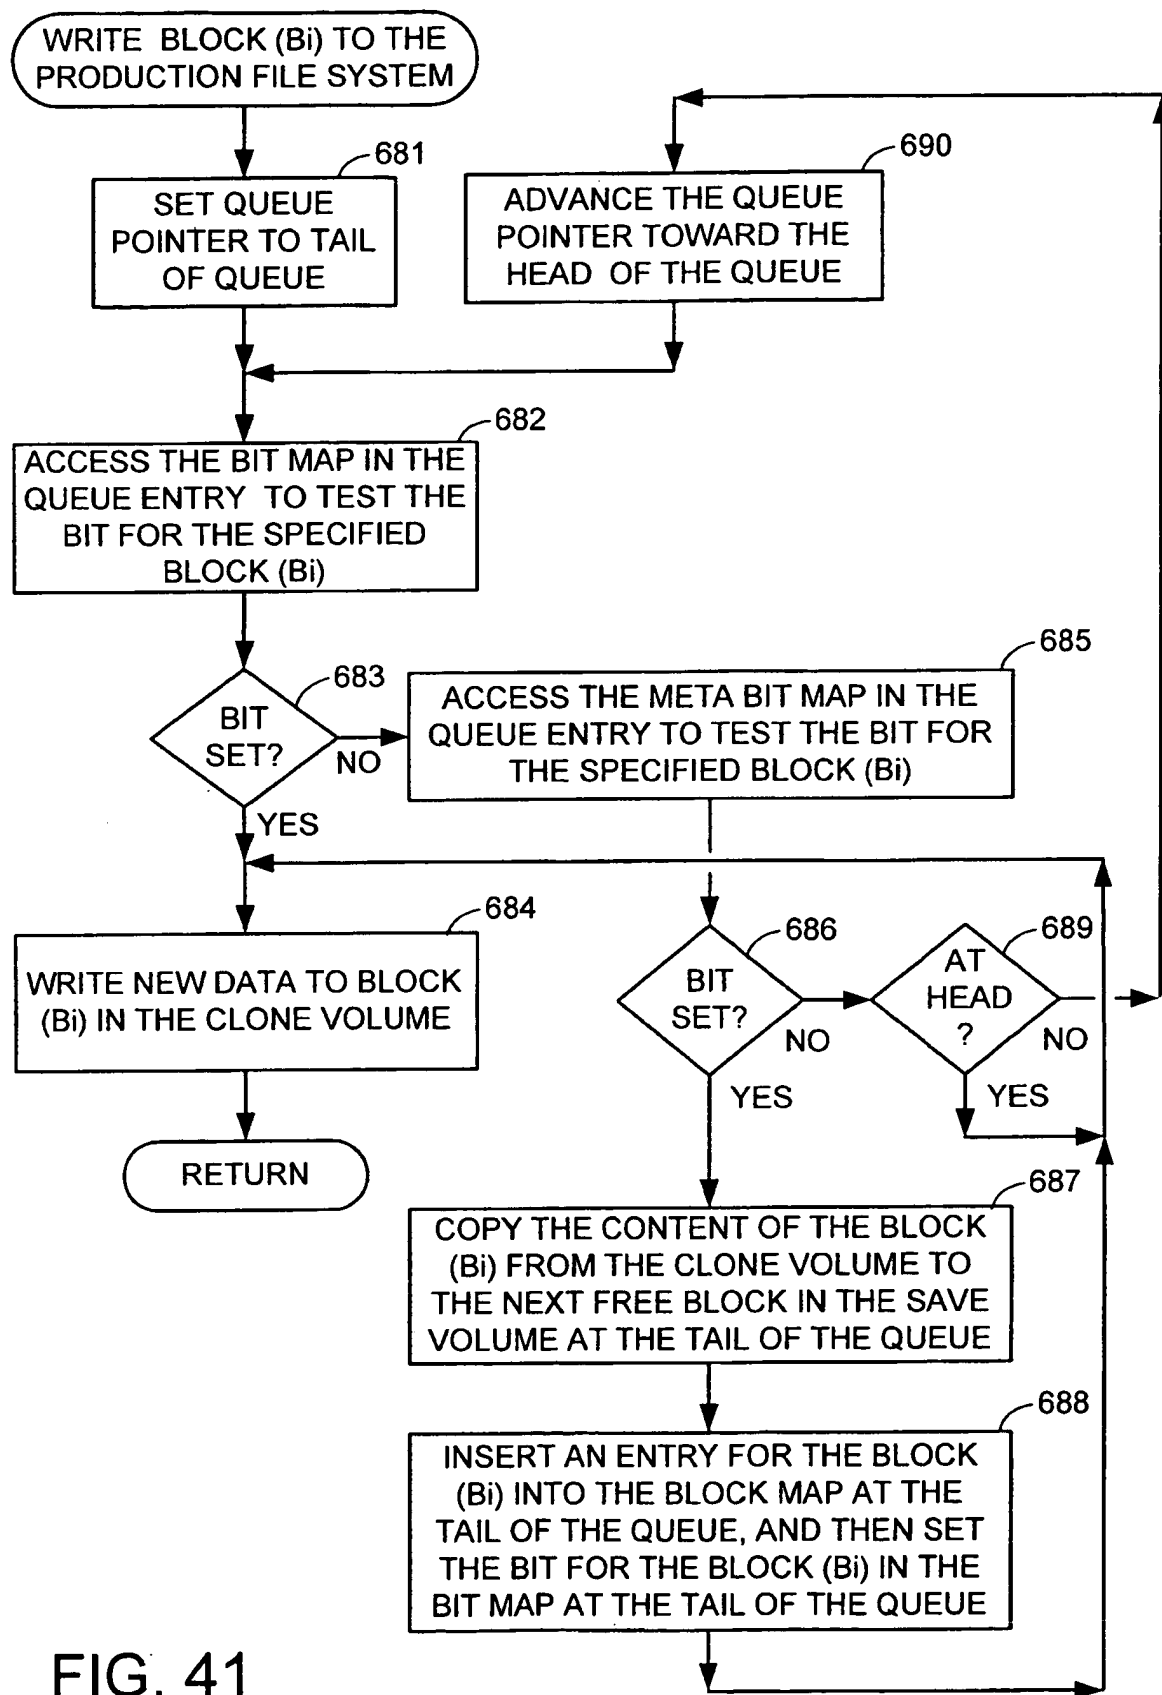 WRITE BLOCK (Bi) TO THE
PRODUCTION FILE SYSTEM
681
SET QUEUE
POINTER TO TAIL
OF QUEUE
690
ADVANCE THE QUEUE
POINTER TOWARD THE
HEAD OF THE QUEUE
682
ACCESS THE BIT MAP IN THE
QUEUE ENTRY TO TEST THE
BIT FOR THE SPECIFIED
BLOCK (Bi)
683
BIT
SET?
NO
YES
685
ACCESS THE META BIT MAP IN THE
QUEUE ENTRY TO TEST THE BIT FOR
THE SPECIFIED BLOCK (Bi)
684
WRITE NEW DATA TO BLOCK
(Bi) IN THE CLONE VOLUME
RETURN
686
BIT
SET?
NO
YES
689
AT
HEAD
?
NO
YES
687
COPY THE CONTENT OF THE BLOCK
(Bi) FROM THE CLONE VOLUME TO
THE NEXT FREE BLOCK IN THE SAVE
VOLUME AT THE TAIL OF THE QUEUE
688
INSERT AN ENTRY FOR THE BLOCK
(Bi) INTO THE BLOCK MAP AT THE
TAIL OF THE QUEUE, AND THEN SET
THE BIT FOR THE BLOCK (Bi) IN THE
BIT MAP AT THE TAIL OF THE QUEUE
FIG. 41